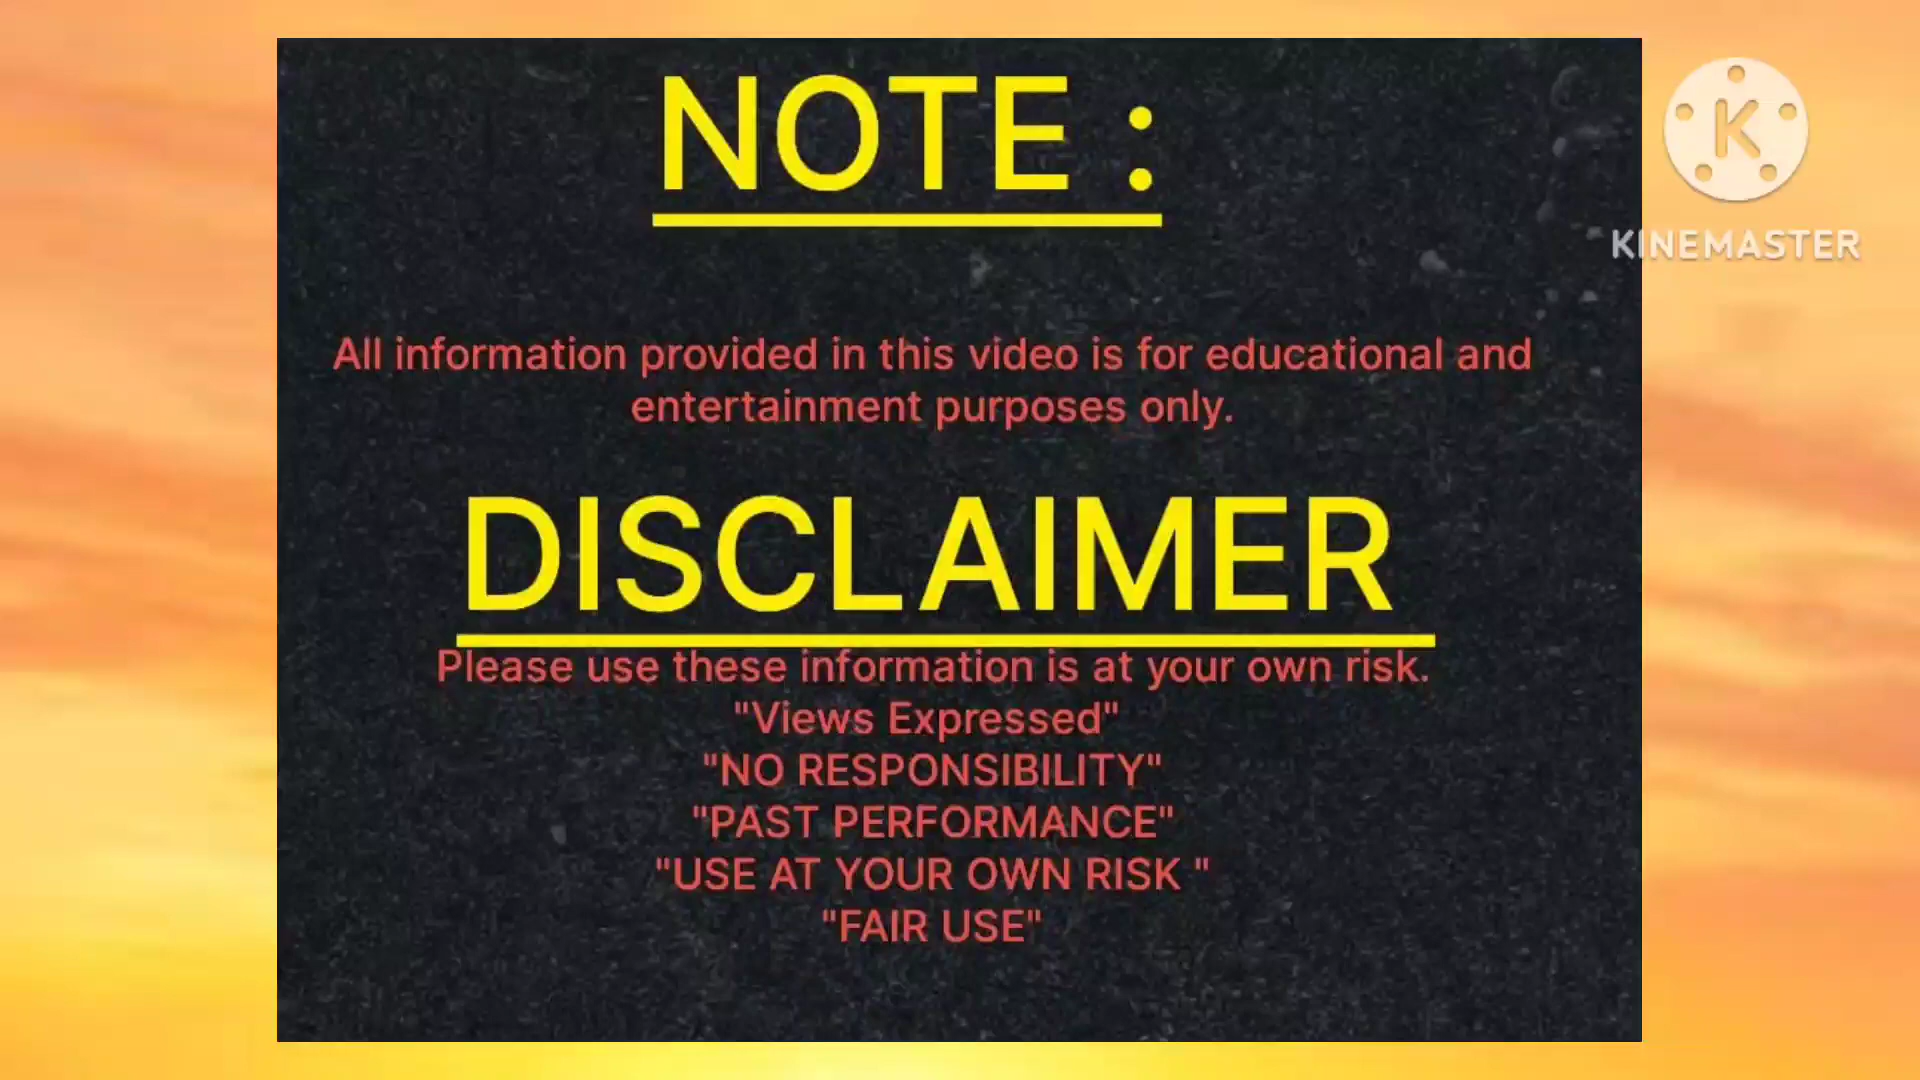 NOTE :
K
KINEMASTER
All information provided in this video is for educational and
entertainment purposes only.
DISCLAIMER
Please use these information is at your own risk.
"Views Expressed"
"NO RESPONSIBILITY"
"PAST PERFORMANCE"
"USE AT YOUR OWN RISK "
"FAIR USE"